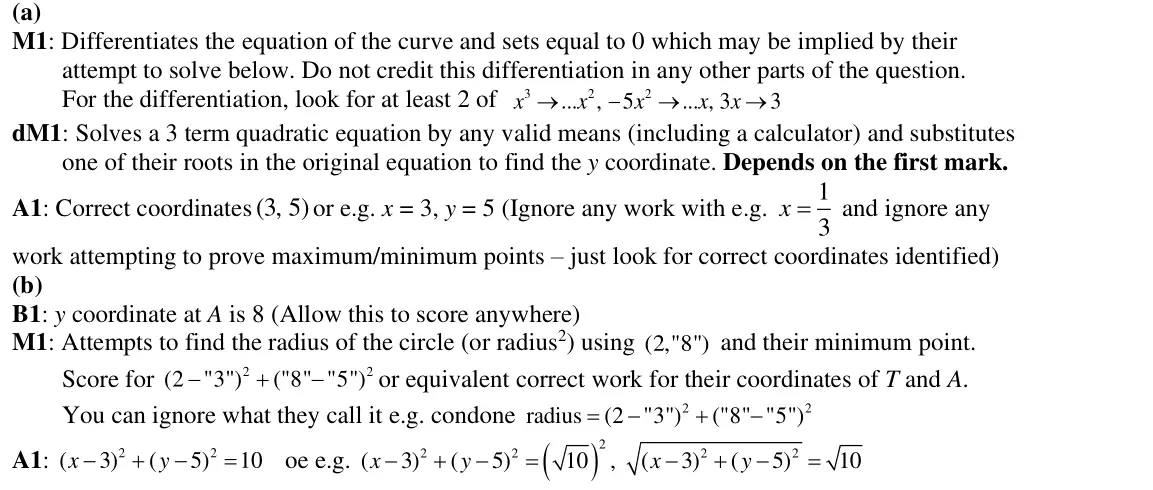 (a)
M1: Differentiates the equation of the curve and sets equal to 0 which may be implied by their
attempt to solve below. Do not credit this differentiation in any other parts of the question.
For the differentiation, look for at least 2 of x³ →...x², −5x² →...x, 3x→3
dM1: Solves a 3 term quadratic equation by any valid means (including a calculator) and substitutes
one of their roots in the original equation to find the y coordinate. Depends on the first mark.
A1: Correct coordinates (3, 5) or e.g. x = 3, y = 5 (Ignore any work with e.g. x = 1/3 and ignore any
work attempting to prove maximum/minimum points – just look for correct coordinates identified)
(b)
B1: y coordinate at A is 8 (Allow this to score anywhere)
M1: Attempts to find the radius of the circle (or radius²) using (2,"8") and their minimum point.
Score for (2−"3")² + ("8"−"5")² or equivalent correct work for their coordinates of T and A.
You can ignore what they call it e.g. condone radius = (2−"3")² + ("8"−"5")²
A1: (x−3)² + (y−5)² = 10 oe e.g. (x−3)² + (y−5)² = (√10)², √((x−3)² + (y−5)²) = √10